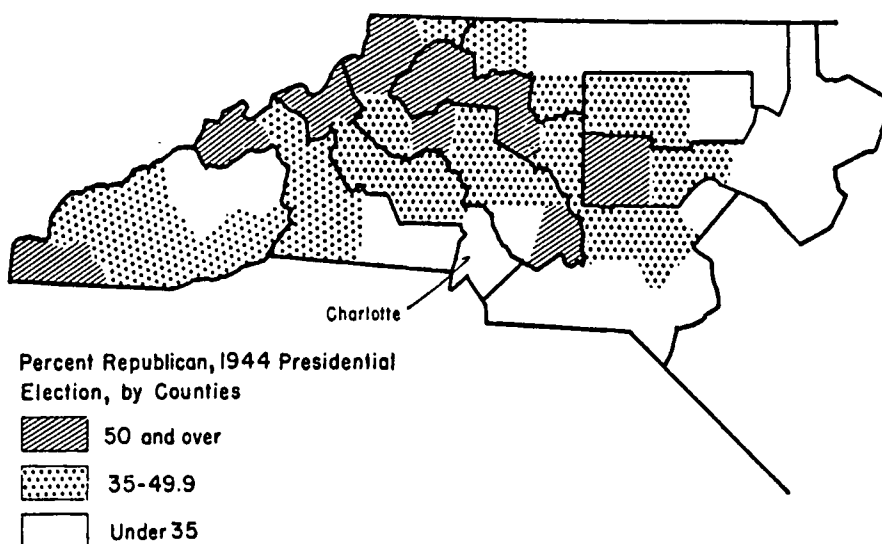 Charlotte
Percent Republican, 1944 Presidential
Election, by Counties
50 and over
35-49.9
Under 35